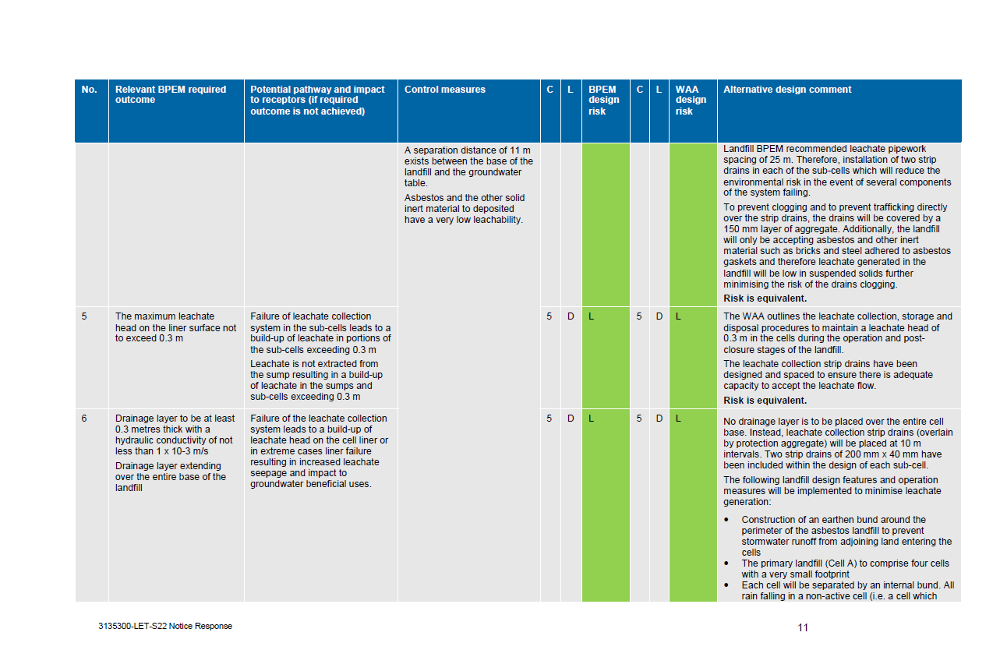 No.
Relevant BPEM required
outcome
Potential pathway and impact
to receptors (if required
outcome is not achieved)
Control measures
C
L
BPEM
design
risk
C
L
WAA
design
risk
Alternative design comment
A separation distance of 11 m
exists between the base of the
landfill and the groundwater
table.
Asbestos and the other solid
inert material to deposited
have a very low leachability.
Landfill BPEM recommended leachate pipework
spacing of 25 m. Therefore, installation of two strip
drains in each of the sub-cells which will reduce the
environmental risk in the event of several components
of the system failing.
To prevent clogging and to prevent trafficking directly
over the strip drains, the drains will be covered by a
150 mm layer of aggregate. Additionally, the landfill
will only be accepting asbestos and other inert
material such as bricks and steel adhered to asbestos
gaskets and therefore leachate generated in the
landfill will be low in suspended solids further
minimising the risk of the drains clogging.
Risk is equivalent.
5
The maximum leachate
head on the liner surface not
to exceed 0.3 m
Failure of leachate collection
system in the sub-cells leads to a
build-up of leachate in portions of
the sub-cells exceeding 0.3 m
Leachate is not extracted from
the sump resulting in a build-up
of leachate in the sumps and
sub-cells exceeding 0.3 m
5
D
L
5
D
L
The WAA outlines the leachate collection, storage and
disposal procedures to maintain a leachate head of
0.3 m in the cells during the operation and post-
closure stages of the landfill.
The leachate collection strip drains have been
designed and spaced to ensure there is adequate
capacity to accept the leachate flow.
Risk is equivalent.
6
Drainage layer to be at least
0.3 metres thick with a
hydraulic conductivity of not
less than 1 x 10-3 m/s
Drainage layer extending
over the entire base of the
landfill
Failure of the leachate collection
system leads to a build-up of
leachate head on the cell liner or
in extreme cases liner failure
resulting in increased leachate
seepage and impact to
groundwater beneficial uses.
5
D
L
5
D
L
No drainage layer is to be placed over the entire cell
base. Instead, leachate collection strip drains (overlain
by protection aggregate) will be placed at 10 m
intervals. Two strip drains of 200 mm x 40 mm have
been included within the design of each sub-cell.
The following landfill design features and operation
measures will be implemented to minimise leachate
generation:
• Construction of an earthen bund around the
perimeter of the asbestos landfill to prevent
stormwater runoff from adjoining land entering the
cells
• The primary landfill (Cell A) to comprise four cells
with a very small footprint
• Each cell will be separated by an internal bund. All
rain falling in a non-active cell (i.e. a cell which
3135300-LET-S22 Notice Response
11